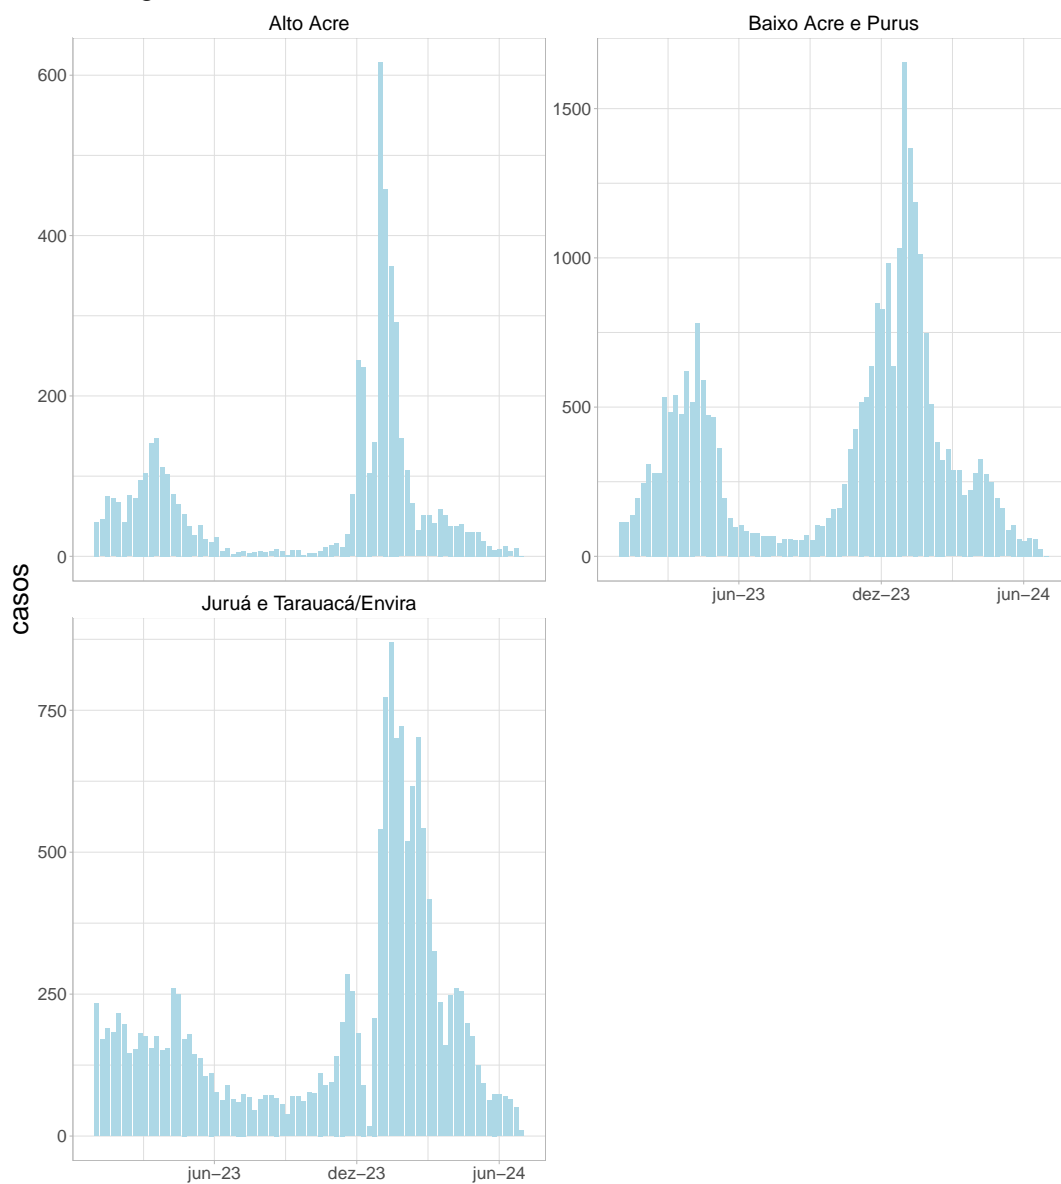 Alto Acre
Baixo Acre e Purus
600
400
200
0
1500
1000
500
0
jun–23
dez–23
jun–24
casos
Juruá e Tarauacá/Envira
750
500
250
0
jun–23
dez–23
jun–24